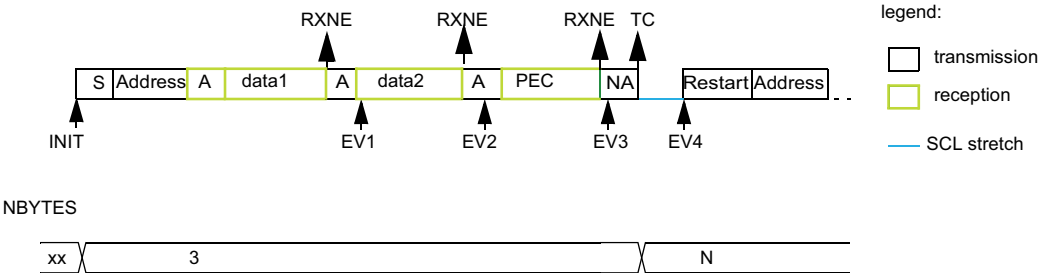 RXNE RXNE RXNE TC
legend:
transmission
reception
SCL stretch
S Address A data1 A data2 A PEC NA Restart Address
INIT EV1 EV2 EV3 EV4
NBYTES
xx 3 N